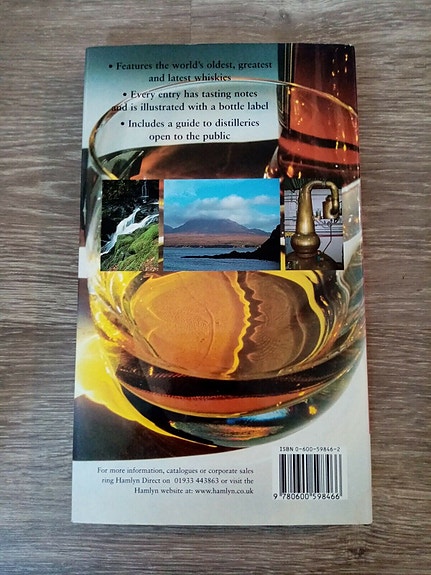 • Features the world's oldest, greatest
and latest whiskies
• Every entry has tasting notes
and is illustrated with a bottle label
• Includes a guide to distilleries
open to the public
ISBN 0-600-59846-2
For more information, catalogues or corporate sales
ring Hamlyn Direct on 01933 443863 or visit the
Hamlyn website at: www.hamlyn.co.uk
9 780600 598466